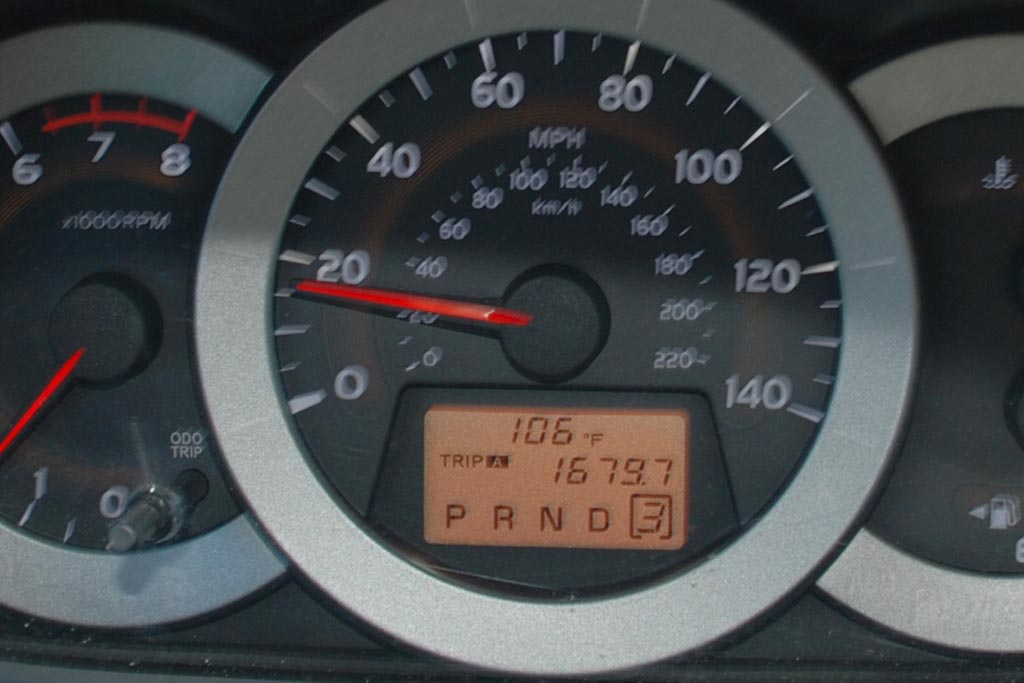 6 7 8
x1000RPM
1 0
ODO
TRIP
0 20 40 60 80 100 120 140
MPH
0 20 40 60 80 100 120 140 160 180 200 220
km/h
106 °F
TRIP A 1679.7
P R N D 3